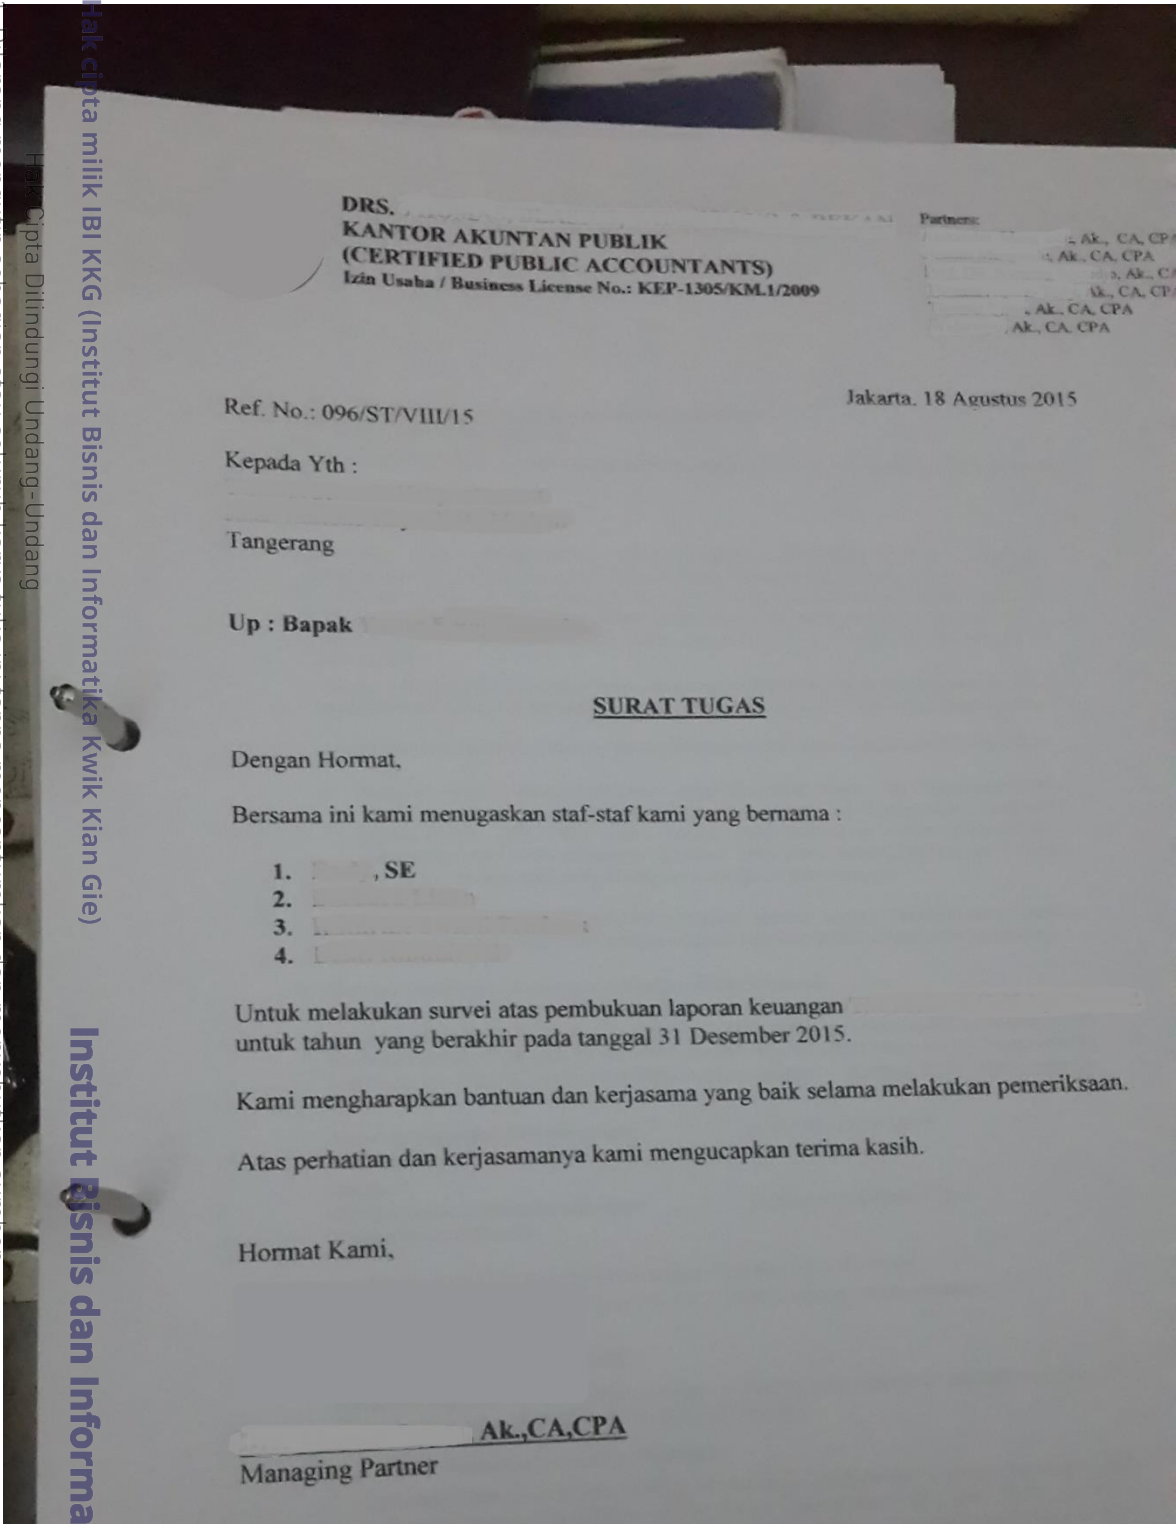 Hak cipta milik IBI KKG (Institut Bisnis dan Informatika Kwik Kian Gie)
Hak Cipta Dilindungi Undang-Undang
Institut Bisnis dan Informa
DRS.
KANTOR AKUNTAN PUBLIK
(CERTIFIED PUBLIC ACCOUNTANTS)
Izin Usaha / Business License No.: KEP-1305/KM.1/2009
Partners:
Ak., CA, CPA
Ak., CA, CPA
Ak., CA
Ak., CA, CP
Ak., CA, CPA
Ak., CA, CPA
Jakarta, 18 Agustus 2015
Ref. No.: 096/ST/VIII/15
Kepada Yth :
Tangerang
Up : Bapak
SURAT TUGAS
Dengan Hormat,
Bersama ini kami menugaskan staf-staf kami yang bernama :
1. , SE
2.
3.
4.
Untuk melakukan survei atas pembukuan laporan keuangan
untuk tahun yang berakhir pada tanggal 31 Desember 2015.
Kami mengharapkan bantuan dan kerjasama yang baik selama melakukan pemeriksaan.
Atas perhatian dan kerjasamanya kami mengucapkan terima kasih.
Hormat Kami,
Ak.,CA,CPA
Managing Partner